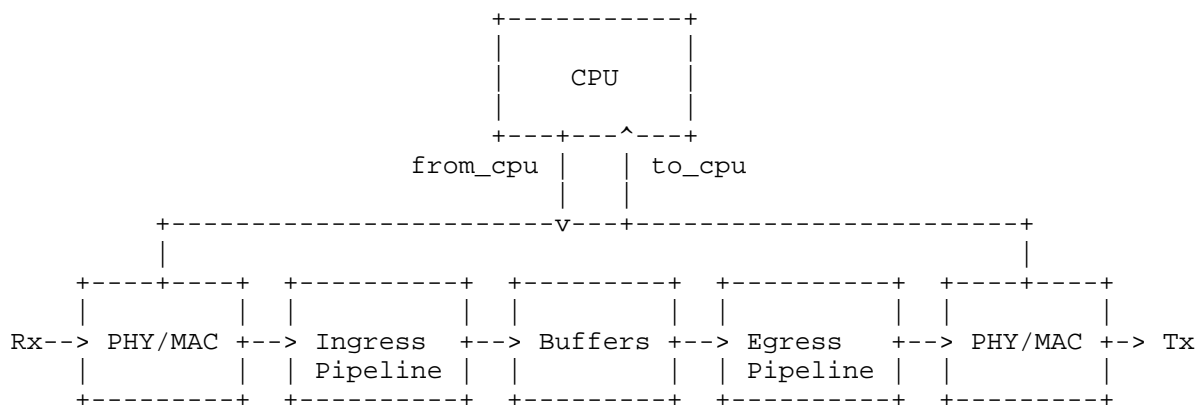 CPU
from_cpu to_cpu
Rx--> PHY/MAC Ingress Buffers Egress PHY/MAC Tx
Pipeline Pipeline